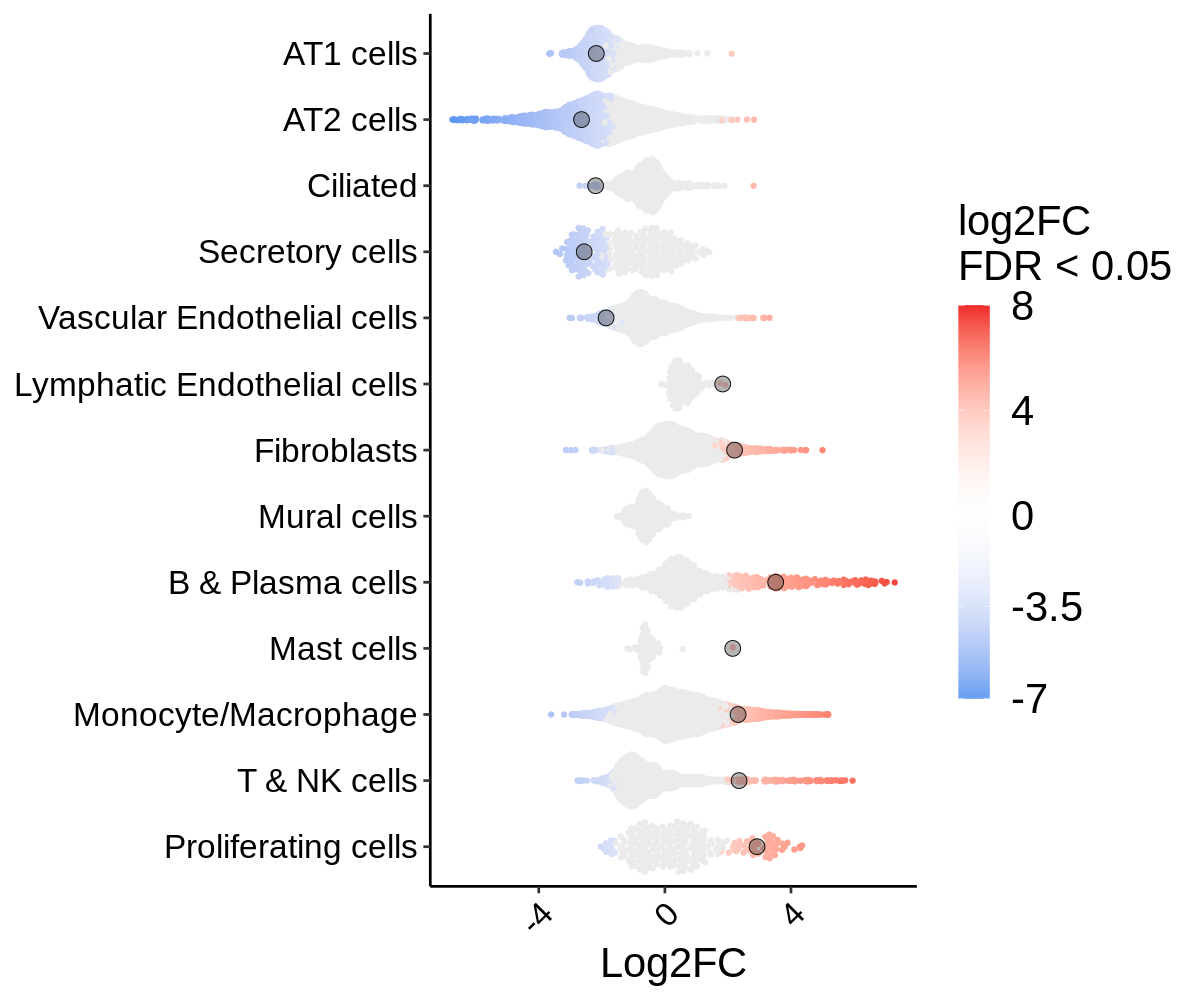 AT1 cells
AT2 cells
Ciliated
Secretory cells
Vascular Endothelial cells
Lymphatic Endothelial cells
Fibroblasts
Mural cells
B & Plasma cells
Mast cells
Monocyte/Macrophage
T & NK cells
Proliferating cells
-4
0
4
Log2FC
log2FC
FDR < 0.05
8
4
0
-3.5
-7